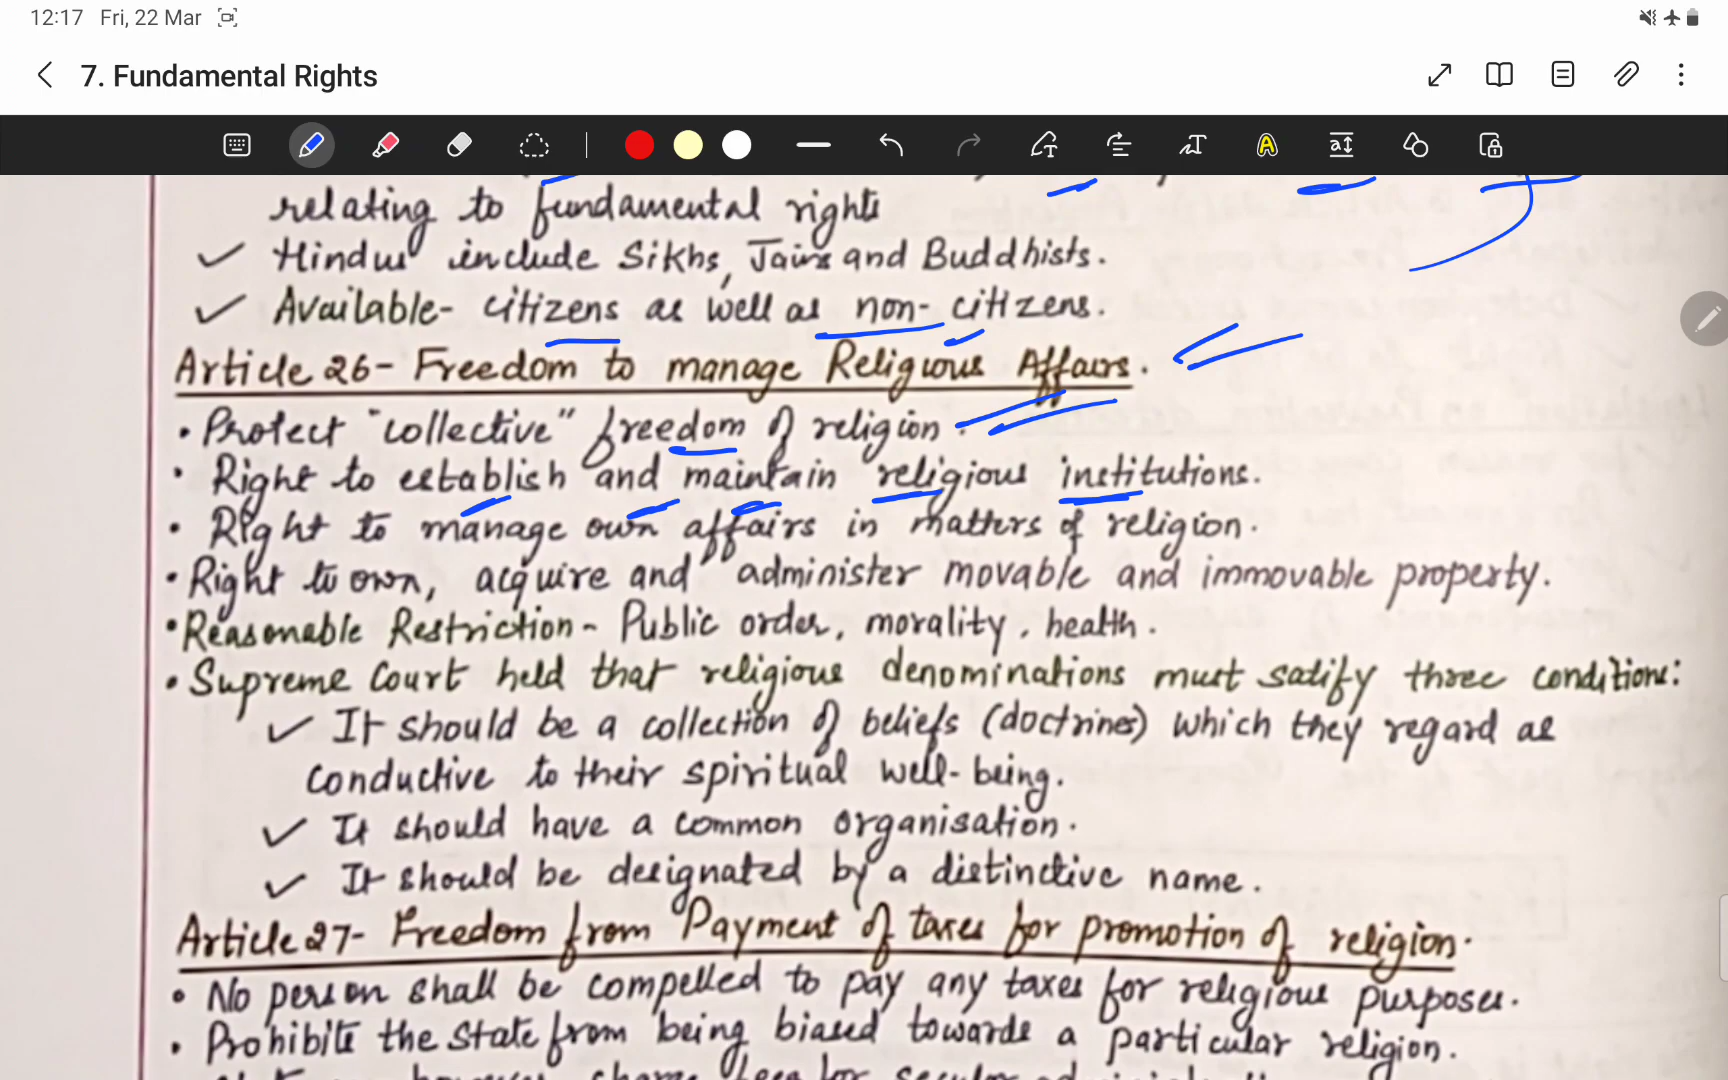 12:17 Fri, 22 Mar
7. Fundamental Rights
relating to fundamental rights
✓ Hindus include Sikhs, Jains and Buddhists.
✓ Available- citizens as well as non-citizens.
Article 26- Freedom to manage Religious Affairs.
• Protect "collective" freedom of religion.
• Right to establish and maintain religious institutions.
• Right to manage own affairs in matters of religion.
• Right to own, acquire and administer movable and immovable property.
• Reasonable Restriction- Public order, morality, health.
• Supreme Court held that religious denominations must satisfy three conditions:
✓ It should be a collection of beliefs (doctrines) which they regard as
conductive to their spiritual well-being.
✓ It should have a common organisation.
✓ It should be designated by a distinctive name.
Article 27- Freedom from Payment of taxes for promotion of religion.
• No person shall be compelled to pay any taxes for religious purposes.
• Prohibits the State from being biased towards a particular religion.